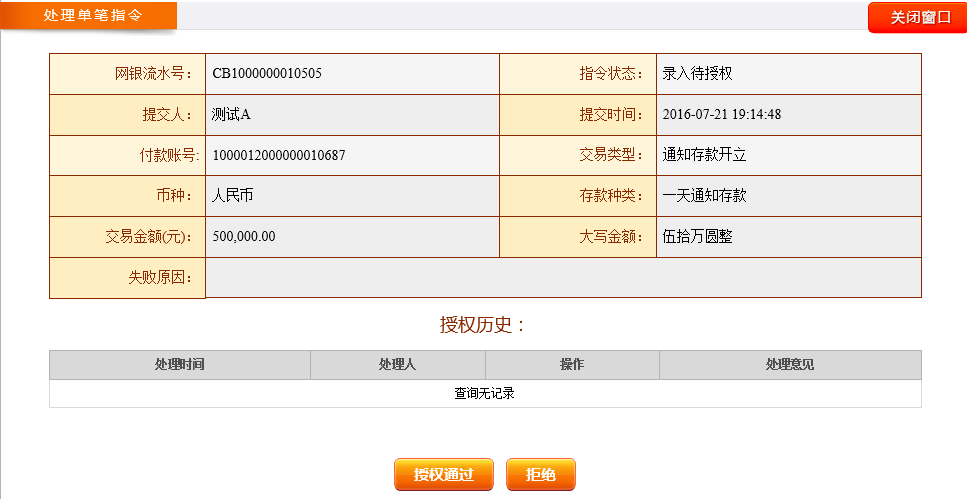 处理单笔指令
关闭窗口
网银流水号： CB1000000010505 指令状态： 录入待授权
提交人： 测试A 提交时间： 2016-07-21 19:14:48
付款账号: 1000012000000010687 交易类型： 通知存款开立
币种： 人民币 存款种类： 一天通知存款
交易金额(元)： 500,000.00 大写金额： 伍拾万圆整
失败原因：
授权历史：
处理时间 处理人 操作 处理意见
查询无记录
授权通过 拒绝